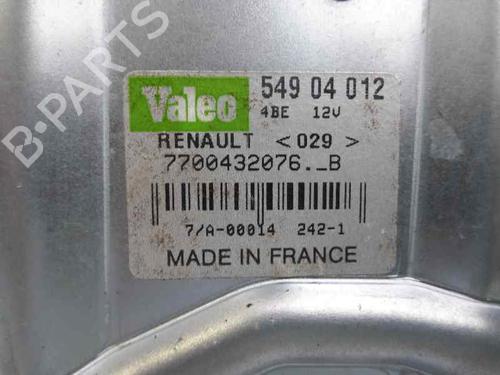 B-PARTS
Valeo 549 04 012
4BE 12V
RENAULT <029>
7700432076._B
7/A-00014 242-1
MADE IN FRANCE